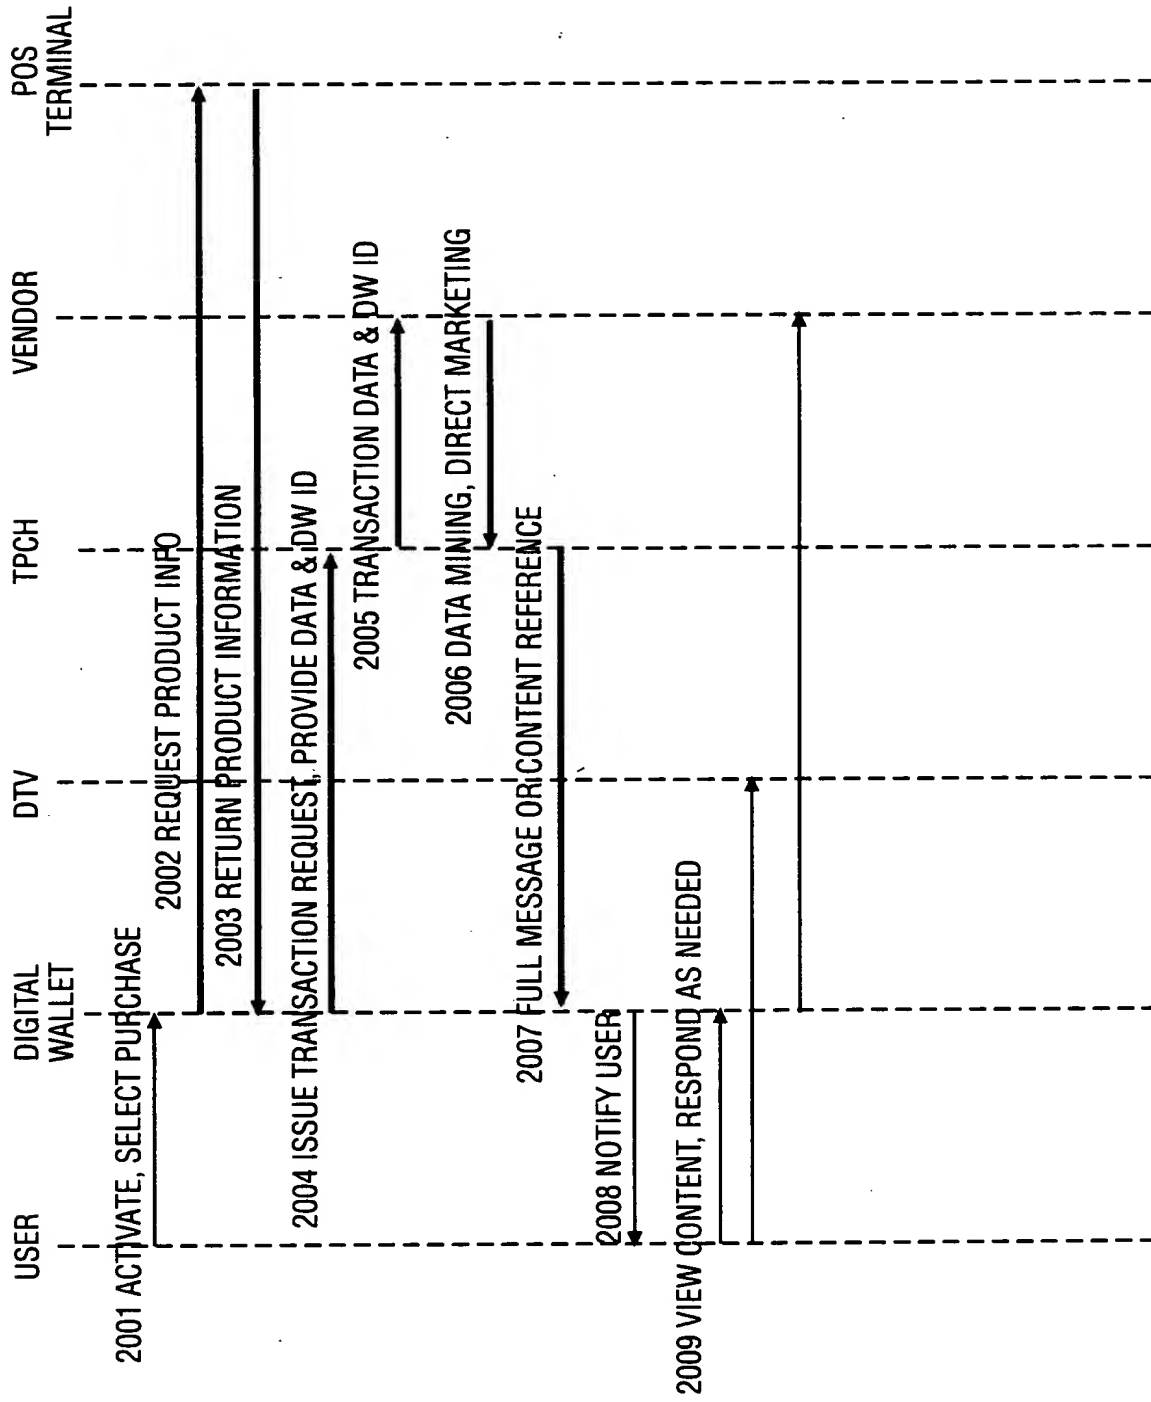 USER
DIGITAL
WALLET
DTV
TPCH
VENDOR
POS
TERMINAL
2001 ACTIVATE, SELECT PURCHASE
2002 REQUEST PRODUCT INFO
2003 RETURN PRODUCT INFORMATION
2004 ISSUE TRANSACTION REQUEST, PROVIDE DATA & DW ID
2005 TRANSACTION DATA & DW ID
2006 DATA MINING, DIRECT MARKETING
2007 FULL MESSAGE OR CONTENT REFERENCE
2008 NOTIFY USER
2009 VIEW CONTENT, RESPOND AS NEEDED